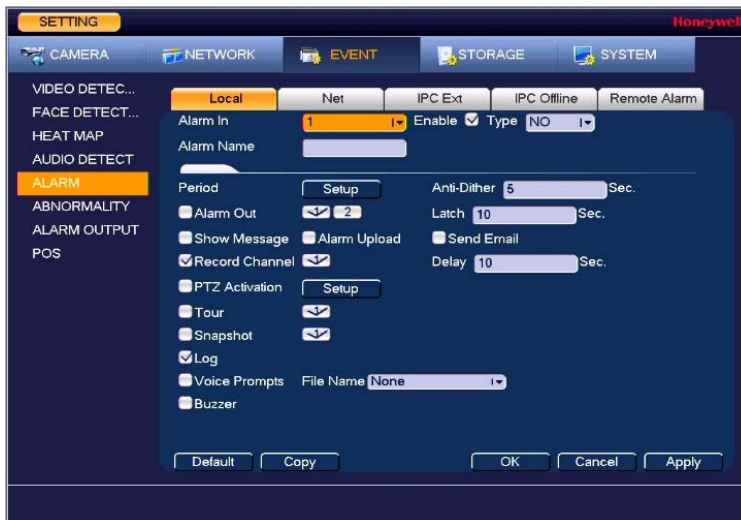 SETTING
Honeywell
CAMERA NETWORK EVENT STORAGE SYSTEM
VIDEO DETEC...
FACE DETECT...
HEAT MAP
AUDIO DETECT
ALARM
ABNORMALITY
ALARM OUTPUT
POS
Local Net IPC Ext IPC Offline Remote Alarm
Alarm In 1 Enable Type NO
Alarm Name
Period Setup Anti-Dither 5 Sec.
Alarm Out 1 2 Latch 10 Sec.
Show Message Alarm Upload Send Email
Record Channel 1 Delay 10 Sec.
PTZ Activation Setup
Tour 1
Snapshot 1
Log
Voice Prompts File Name None
Buzzer
Default Copy OK Cancel Apply